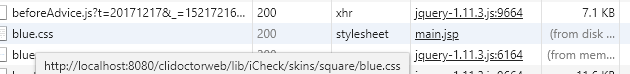 beforeAdvice.js?t=20171217&_=15217216... 200 xhr jquery-1.11.3.js:9664 7.1 KB
blue.css 200 stylesheet main.jsp (from disk ...
blue. jquery-1.11.3.js:6164 (from mem...
http://localhost:8080/clidoctorweb/lib/iCheck/skins/square/blue.css